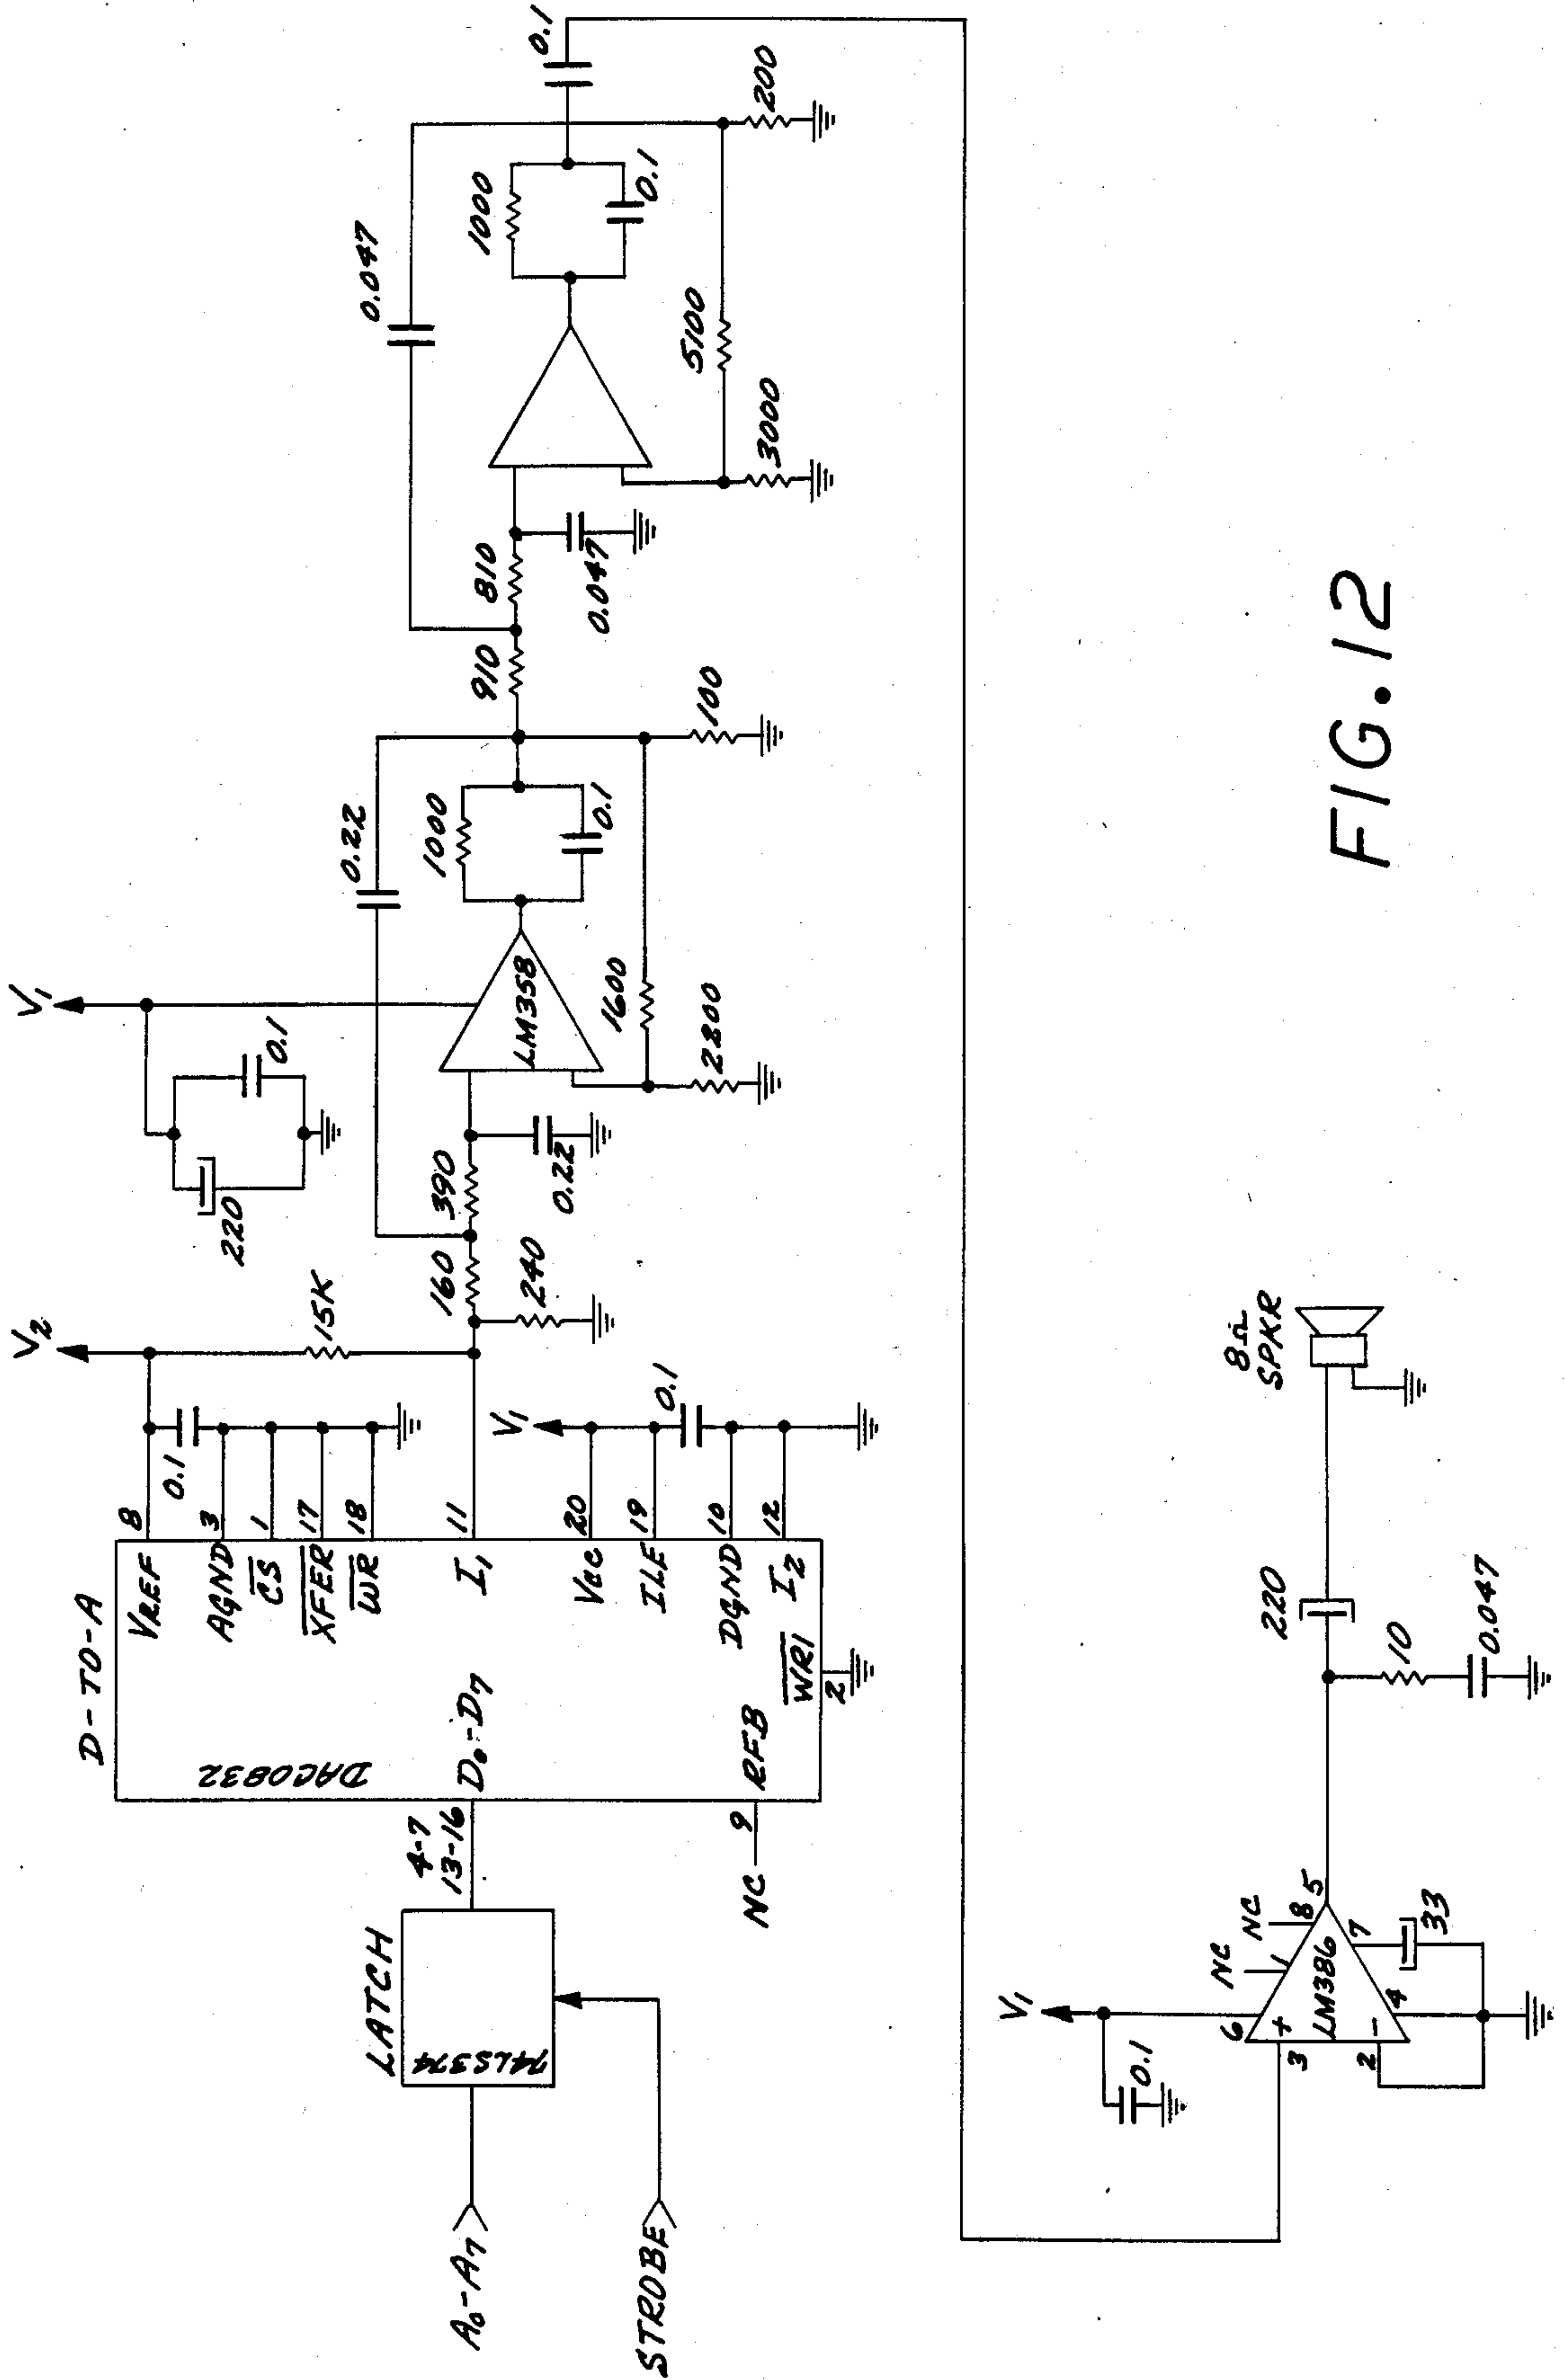 A₀-A₇
STROBE
LATCH
74LS374
4-7
13-16
NC
9
D-TO-A
DAC0832
D₀-D₇
RFB
WR1
2
VREF
AGND
CS
XFER
WR
I₁
Vcc
ILE
DGND
I₂
8
3
1
17
18
11
20
19
10
12
0.1
V₂
15K
V₁
0.1
160
240
390
0.22
220
0.1
V₁
0.22
LM358
1000
0.1
1600
2200
100
910
810
0.047
0.047
1000
0.1
5100
3000
200
0.1
V₁
0.1
6
3
+
2
-
LM386
NC
1
NC
8
5
7
4
33
220
10
0.047
8Ω
SPKR
FIG.12